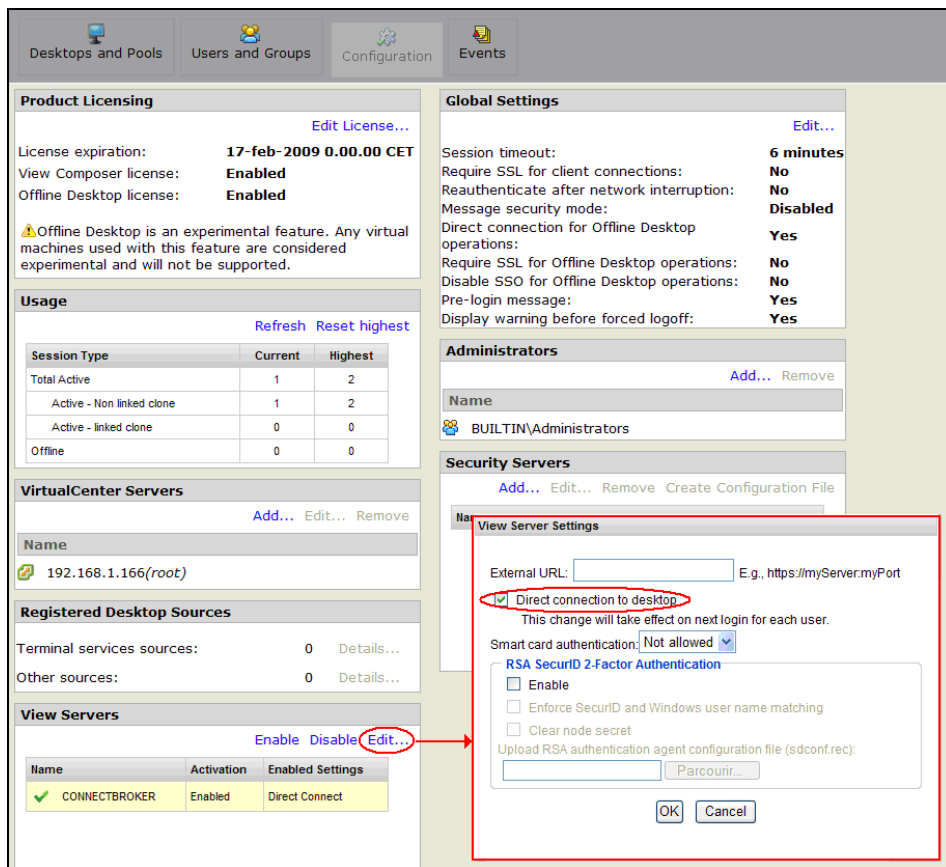 Desktops and Pools
Users and Groups
Configuration
Events
Product Licensing
Edit License...
License expiration: 17-feb-2009 0.00.00 CET
View Composer license: Enabled
Offline Desktop license: Enabled
Offline Desktop is an experimental feature. Any virtual
machines used with this feature are considered
experimental and will not be supported.
Usage
Refresh Reset highest
Session Type Current Highest
Total Active 1 2
Active - Non linked clone 1 2
Active - linked clone 0 0
Offline 0 0
VirtualCenter Servers
Add... Edit... Remove
Name
192.168.1.166(root)
Registered Desktop Sources
Terminal services sources: 0 Details...
Other sources: 0 Details...
View Servers
Enable Disable Edit...
Name Activation Enabled Settings
CONNECTBROKER Enabled Direct Connect
Global Settings
Edit...
Session timeout: 6 minutes
Require SSL for client connections: No
Reauthenticate after network interruption: No
Message security mode: Disabled
Direct connection for Offline Desktop
operations: Yes
Require SSL for Offline Desktop operations: No
Disable SSO for Offline Desktop operations: No
Pre-login message: Yes
Display warning before forced logoff: Yes
Administrators
Add... Remove
Name
BUILTIN\Administrators
Security Servers
Add... Edit... Remove Create Configuration File
View Server Settings
External URL: E.g., https://myServer:myPort
Direct connection to desktop
This change will take effect on next login for each user.
Smart card authentication: Not allowed
RSA SecurID 2-Factor Authentication
Enable
Enforce SecurID and Windows user name matching
Clear node secret
Upload RSA authentication agent configuration file (sdconf.rec):
Parcourir...
OK Cancel